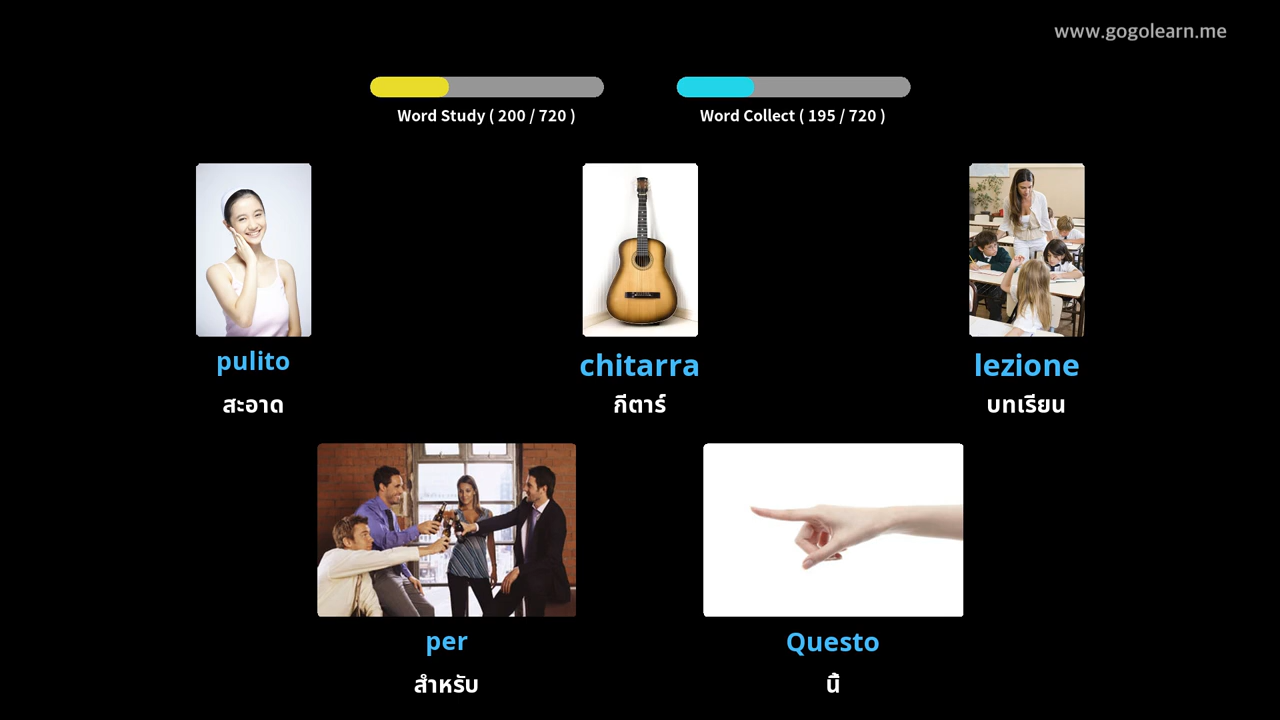 www.gogolearn.me
Word Study ( 200 / 720 )
Word Collect ( 195 / 720 )
pulito
สะอาด
chitarra
กีตาร์
lezione
บทเรียน
per
สำหรับ
Questo
นี้